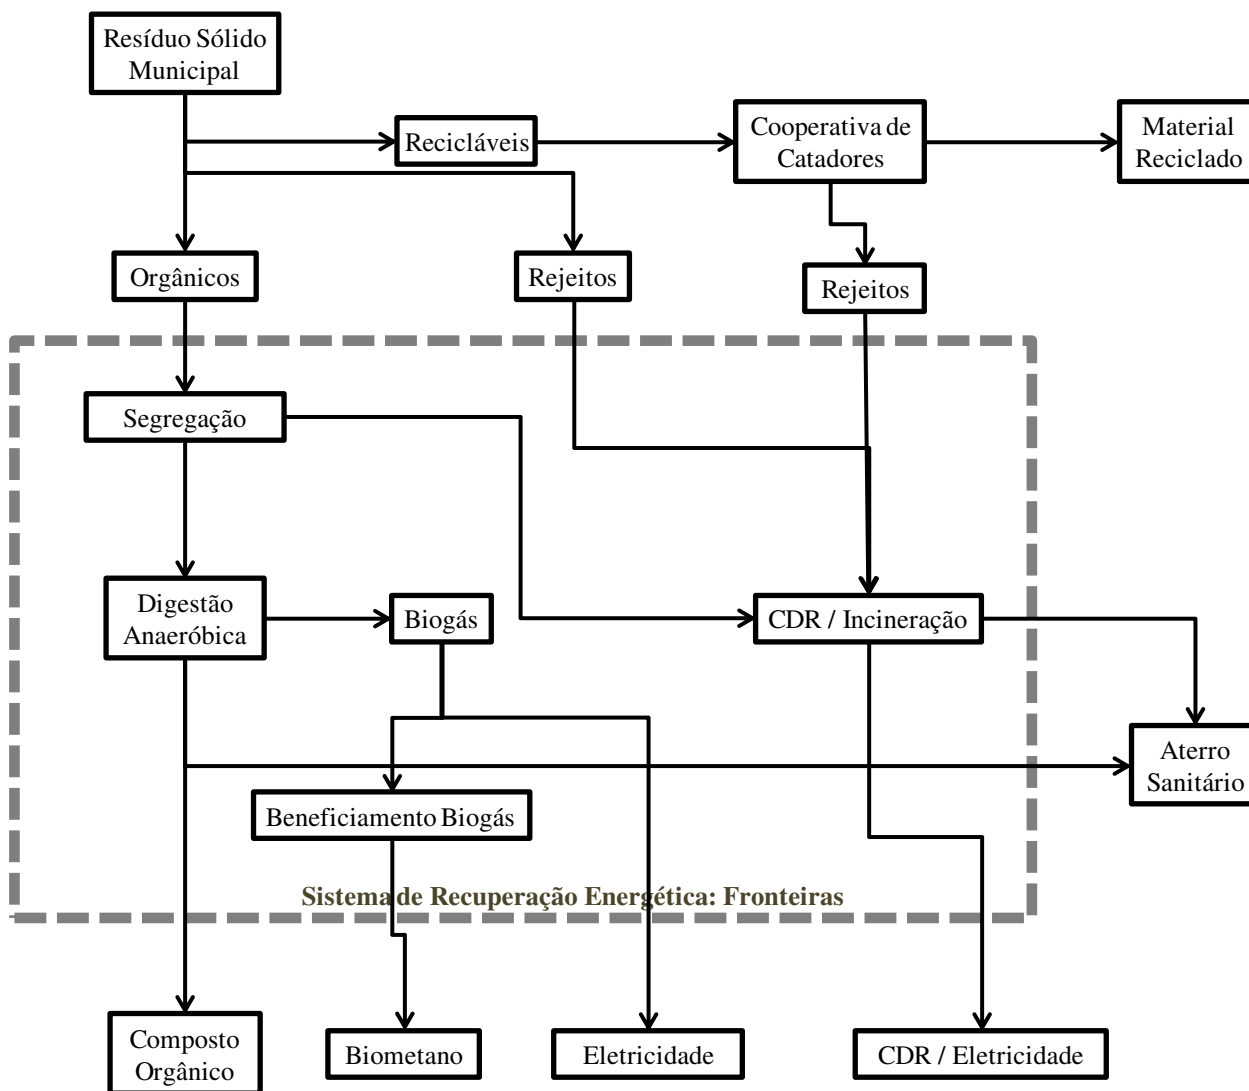 Resíduo Sólido
Municipal
Recicláveis
Cooperativa de
Catadores
Material
Reciclado
Orgânicos
Rejeitos
Rejeitos
Segregação
Digestão
Anaeróbica
Biogás
CDR / Incineração
Aterro
Sanitário
Beneficiamento Biogás
Sistema de Recuperação Energética: Fronteiras
Composto
Orgânico
Biometano
Eletricidade
CDR / Eletricidade